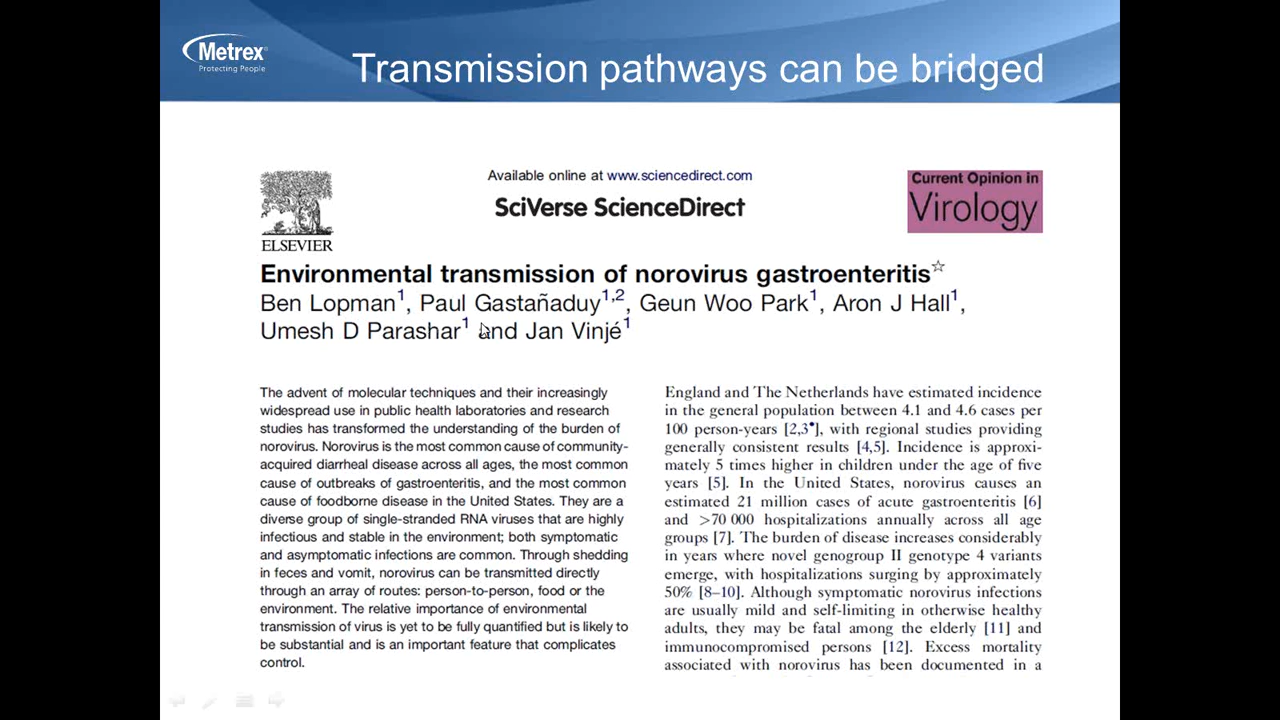 Metrex®
Protecting People
Transmission pathways can be bridged
ELSEVIER
Available online at www.sciencedirect.com
SciVerse ScienceDirect
Current Opinion in
Virology
Environmental transmission of norovirus gastroenteritis☆
Ben Lopman1, Paul Gastañaduy1,2, Geun Woo Park1, Aron J Hall1,
Umesh D Parashar1 and Jan Vinjé1
The advent of molecular techniques and their increasingly
widespread use in public health laboratories and research
studies has transformed the understanding of the burden of
norovirus. Norovirus is the most common cause of community-
acquired diarrheal disease across all ages, the most common
cause of outbreaks of gastroenteritis, and the most common
cause of foodborne disease in the United States. They are a
diverse group of single-stranded RNA viruses that are highly
infectious and stable in the environment; both symptomatic
and asymptomatic infections are common. Through shedding
in feces and vomit, norovirus can be transmitted directly
through an array of routes: person-to-person, food or the
environment. The relative importance of environmental
transmission of virus is yet to be fully quantified but is likely to
be substantial and is an important feature that complicates
control.
England and The Netherlands have estimated incidence
in the general population between 4.1 and 4.6 cases per
100 person-years [2,3•], with regional studies providing
generally consistent results [4,5]. Incidence is approxi-
mately 5 times higher in children under the age of five
years [5]. In the United States, norovirus causes an
estimated 21 million cases of acute gastroenteritis [6]
and >70 000 hospitalizations annually across all age
groups [7]. The burden of disease increases considerably
in years where novel genogroup II genotype 4 variants
emerge, with hospitalizations surging by approximately
50% [8–10]. Although symptomatic norovirus infections
are usually mild and self-limiting in otherwise healthy
adults, they may be fatal among the elderly [11] and
immunocompromised persons [12]. Excess mortality
associated with norovirus has been documented in a